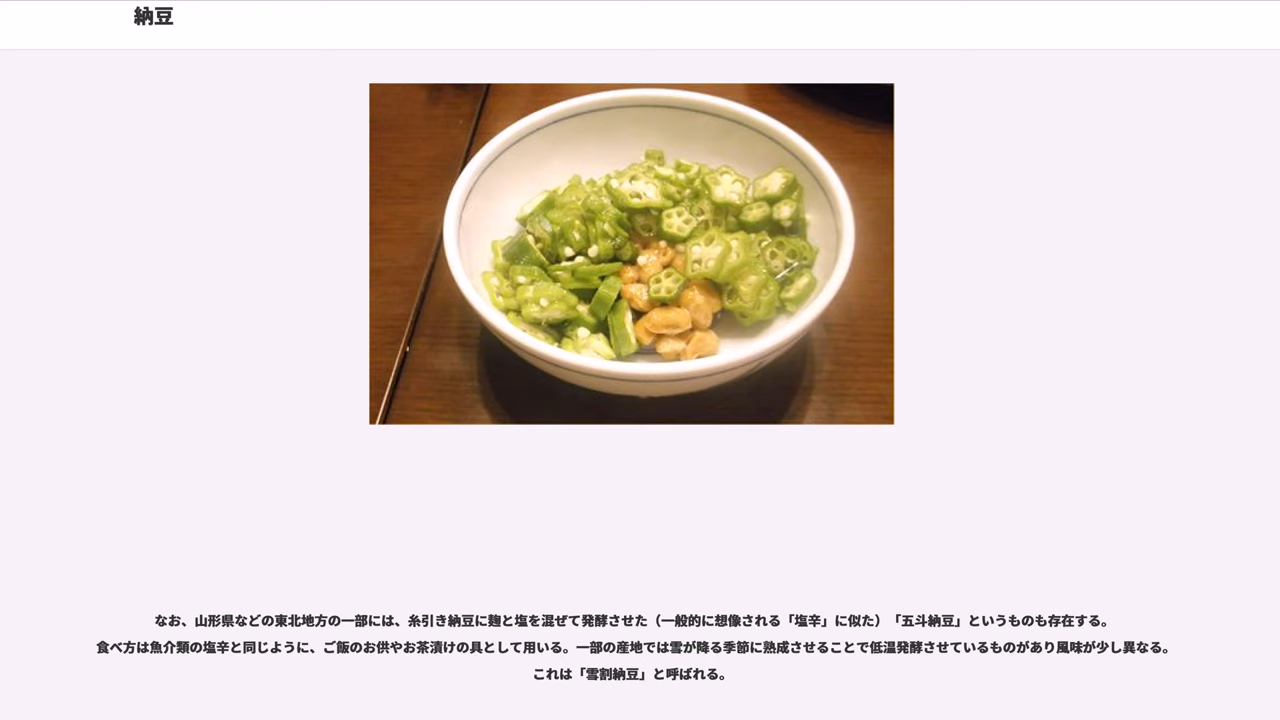 納豆
なお、山形県などの東北地方の一部には、糸引き納豆に麹と塩を混ぜて発酵させた（一般的に想像される「塩辛」に似た）「五斗納豆」というものも存在する。
食べ方は魚介類の塩辛と同じように、ご飯のお供やお茶漬けの具として用いる。一部の産地では雪が降る季節に熟成させることで低温発酵させているものがあり風味が少し異なる。
これは「雪割納豆」と呼ばれる。